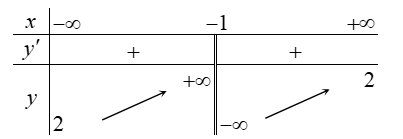 x −∞ −1 +∞
y′ + +
+∞ 2
y
2 −∞